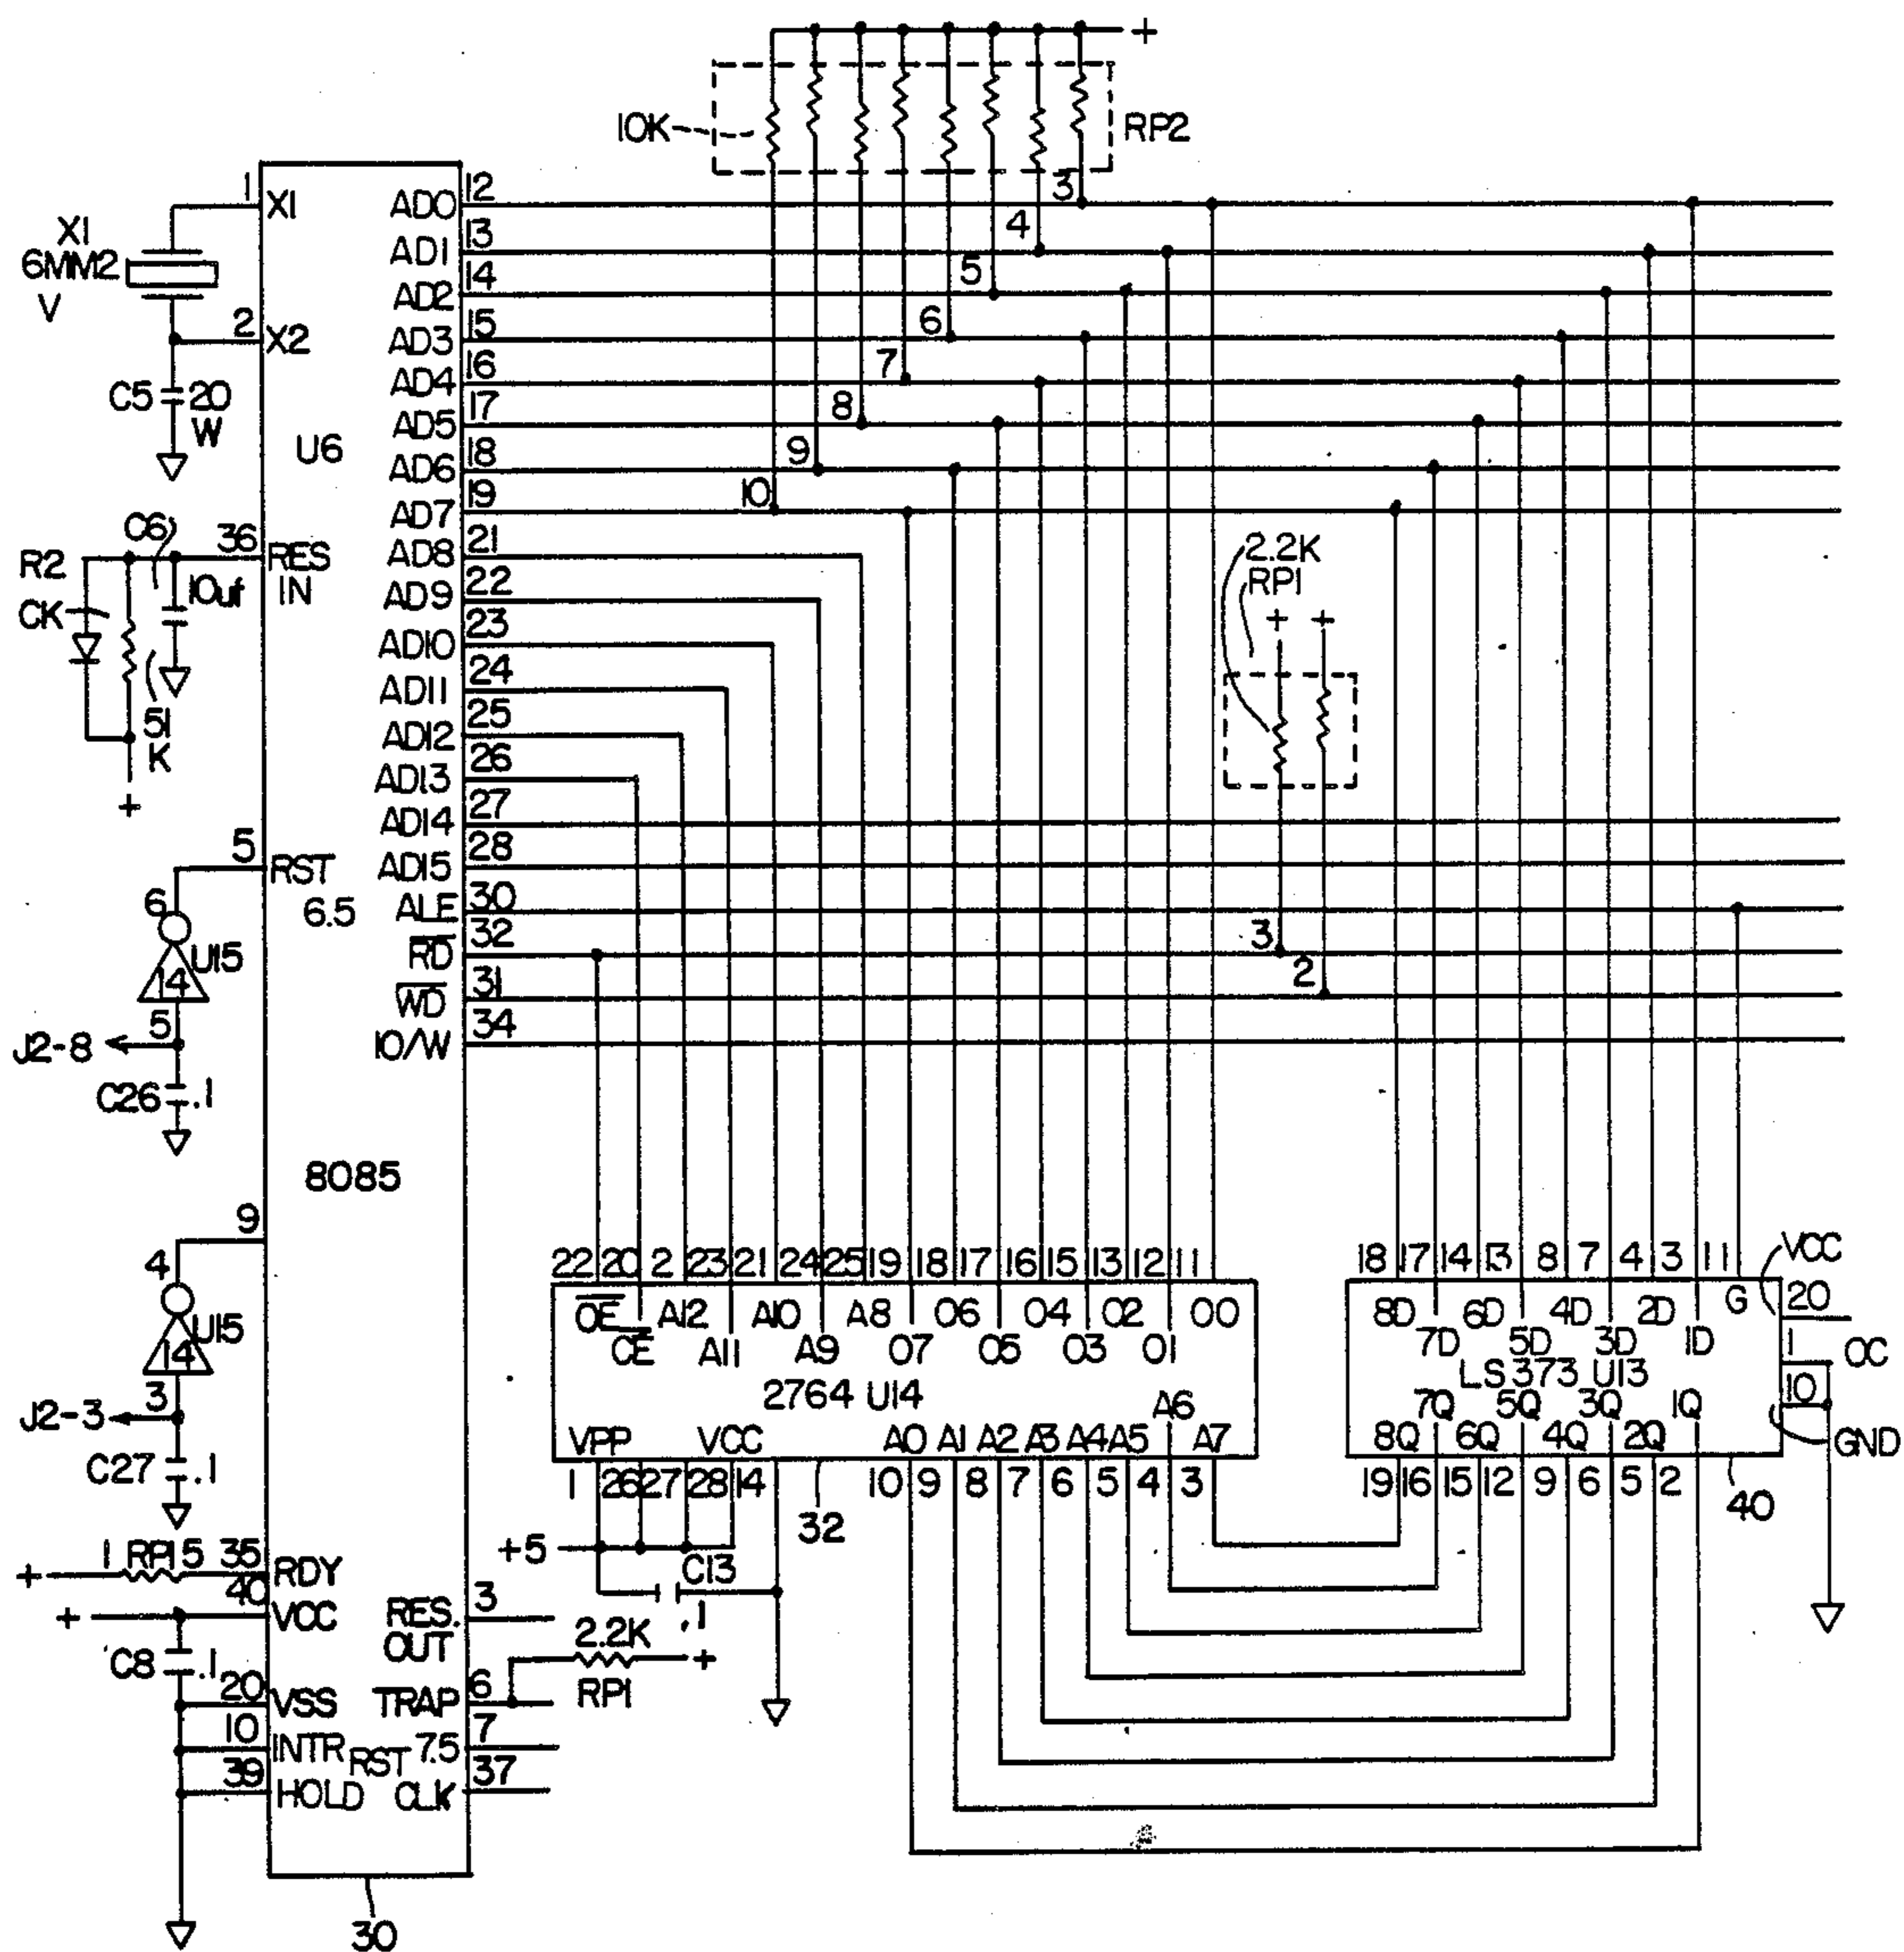 +
10K
RP2
1
X1
X1
6MM2
V
2
X2
C5
20
W
U6
AD0 12
AD1 13
AD2 14
AD3 15
AD4 16
AD5 17
AD6 18
AD7 19
AD8 21
AD9 22
AD10 23
AD11 24
AD12 25
AD13 26
AD14 27
AD15 28
ALE 30
RD 32
WD 31
IO/W 34
3
4
5
6
7
8
9
10
2.2K
RP1
+ +
3
2
C6
36
RES
IN
R2
CK
10uf
51
K
+
5
RST
6.5
6
U15
14
5
J2-8
C26 .1
8085
9
4
U15
14
3
J2-3
C27 .1
+ 1 RP1 5 35
RDY
40
+
VCC
C8 .1
20
VSS
10
INTR
39
HOLD
RES. 3
OUT
TRAP 6
2.2K
+
RP1
RST 7.5 7
CLK 37
30
22 20 2 23 21 24 25 19 18 17 16 15 13 12 11
OE A12 A10 A8 O6 O4 O2 O0
CE A11 A9 O7 O5 O3 O1
2764 U14
A6
VPP VCC A0 A1 A2 A3 A4 A5 A7
1 26 27 28 14 10 9 8 7 6 5 4 3
+5
C13
.1
32
18 17 14 13 8 7 4 3 11
VCC
G
20
8D 6D 4D 2D
7D 5D 3D 1D
1
OC
LS373 U13
10
7Q 5Q 3Q 1Q
8Q 6Q 4Q 2Q
GND
19 16 15 12 9 6 5 2
40